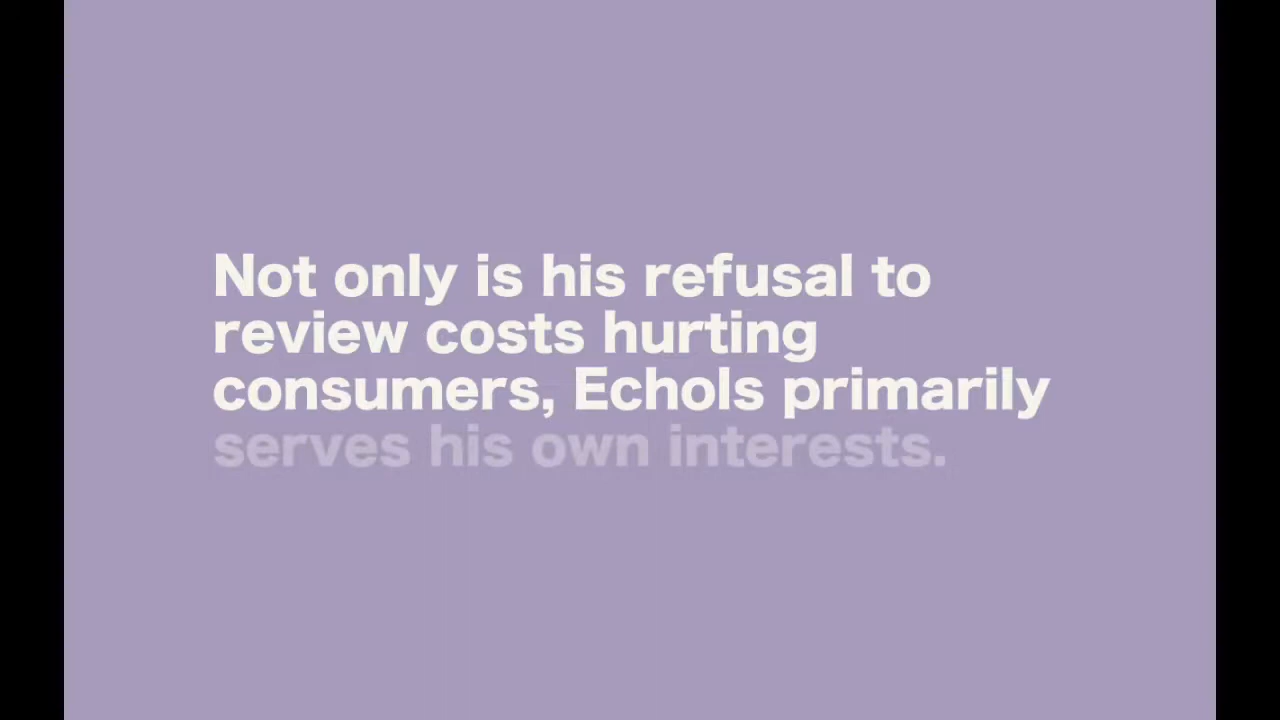 Not only is his refusal to
review costs hurting
consumers, Echols primarily
serves his own interests.